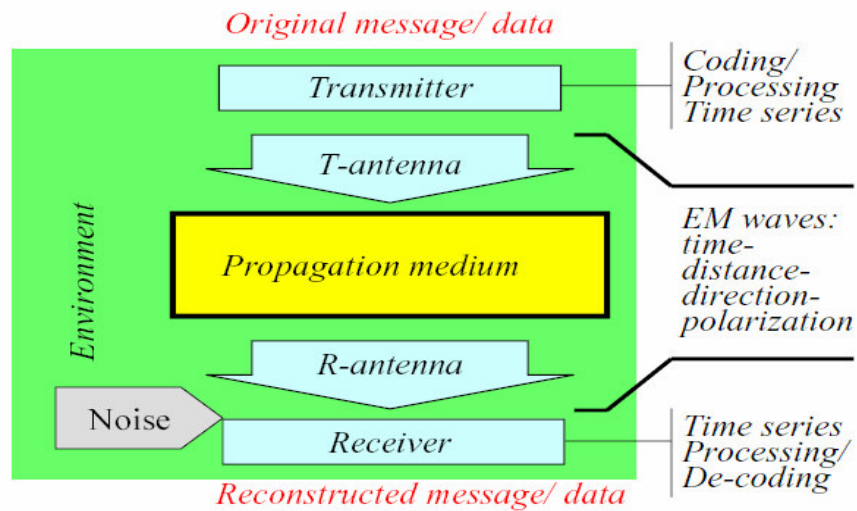 Original message/ data
Transmitter
Coding/
Processing
Time series
T-antenna
Environment
Propagation medium
EM waves:
time-
distance-
direction-
polarization
R-antenna
Noise
Receiver
Time series
Processing/
De-coding
Reconstructed message/ data